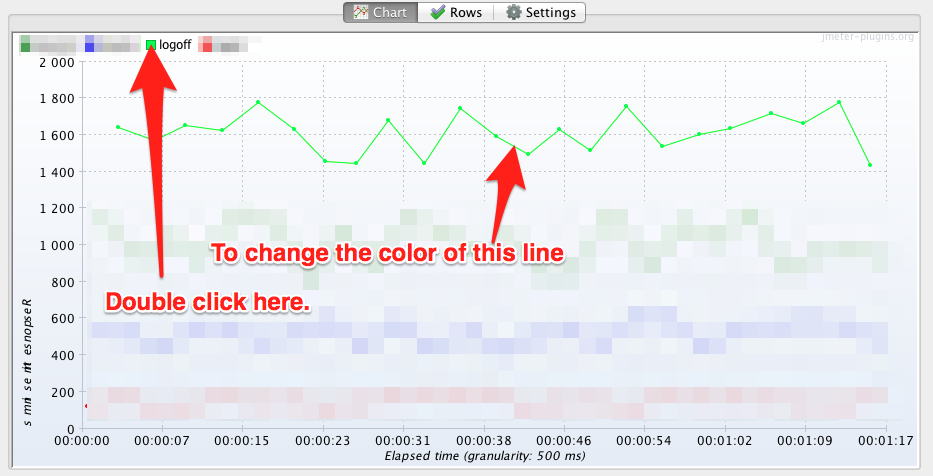 Chart Rows Settings
logoff
jmeter-plugins.org
2 000
1 800
1 600
1 400
1 200
1 000
800
600
400
200
0
To change the color of this line
Double click here.
00:00:00 00:00:07 00:00:15 00:00:23 00:00:31 00:00:38 00:00:46 00:00:54 00:01:02 00:01:09 00:01:17
Elapsed time (granularity: 500 ms)